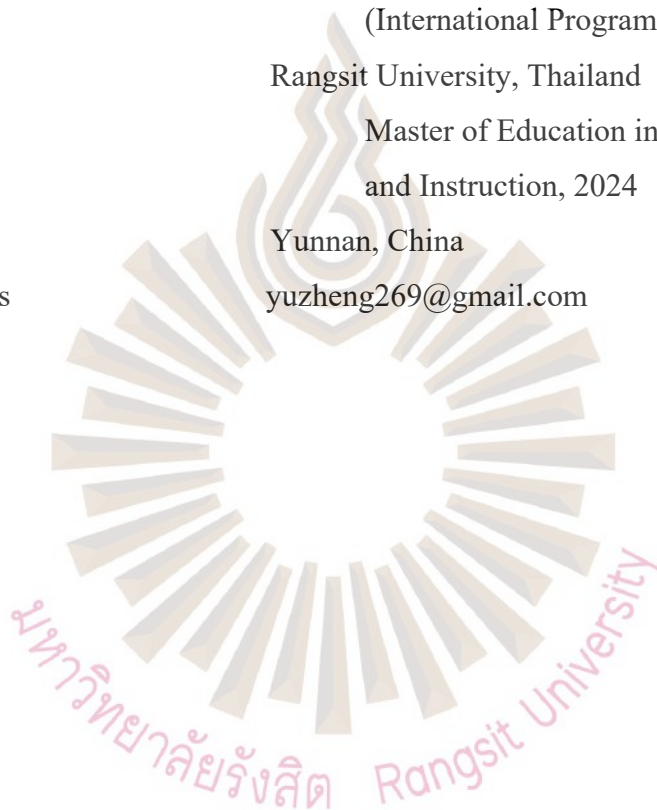 (International Program
Rangsit University, Thailand
Master of Education in
and Instruction, 2024
Yunnan, China
s yuzheng269@gmail.com
มหาวิทยาลัยรังสิต Rangsit University